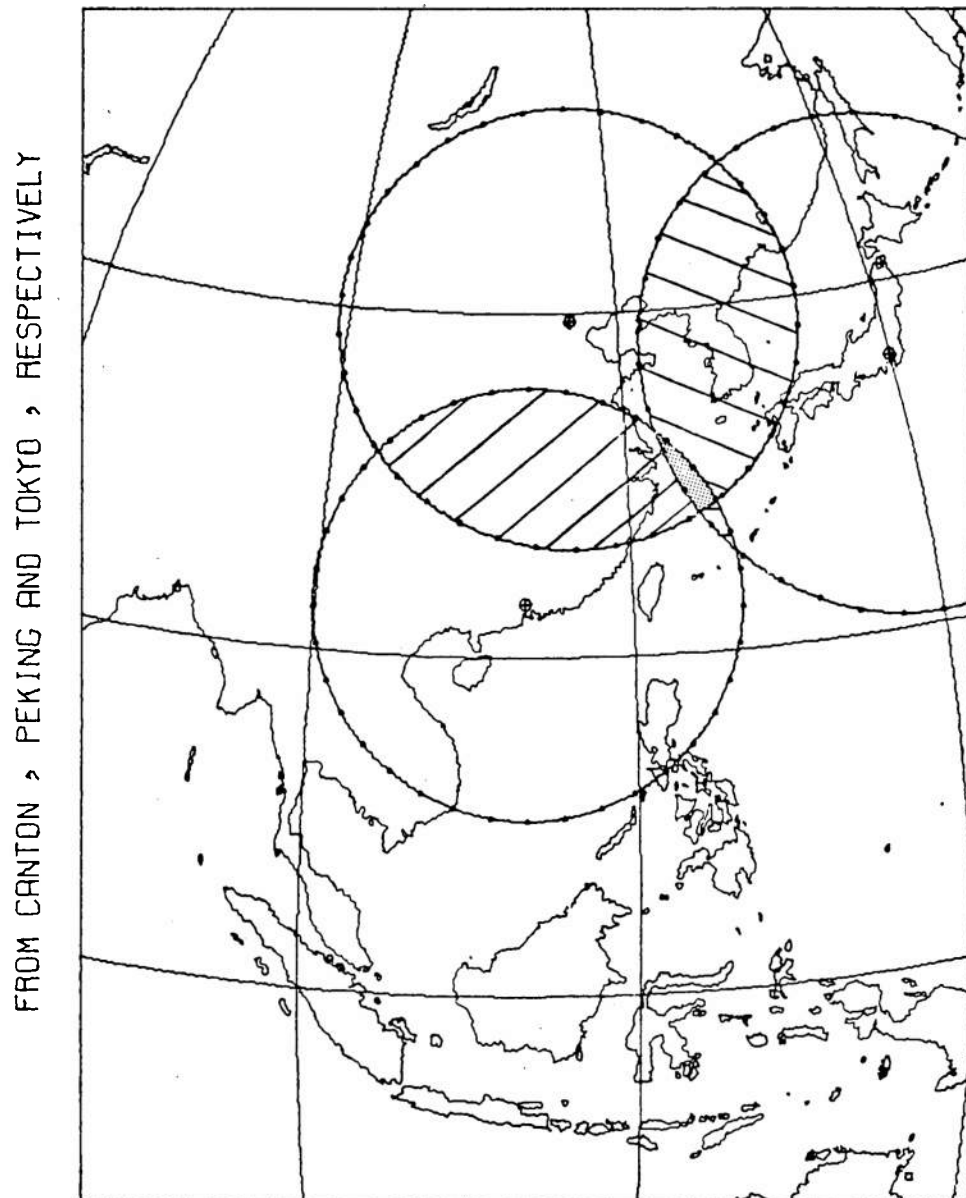 FROM CANTON , PEKING AND TOKYO , RESPECTIVELY